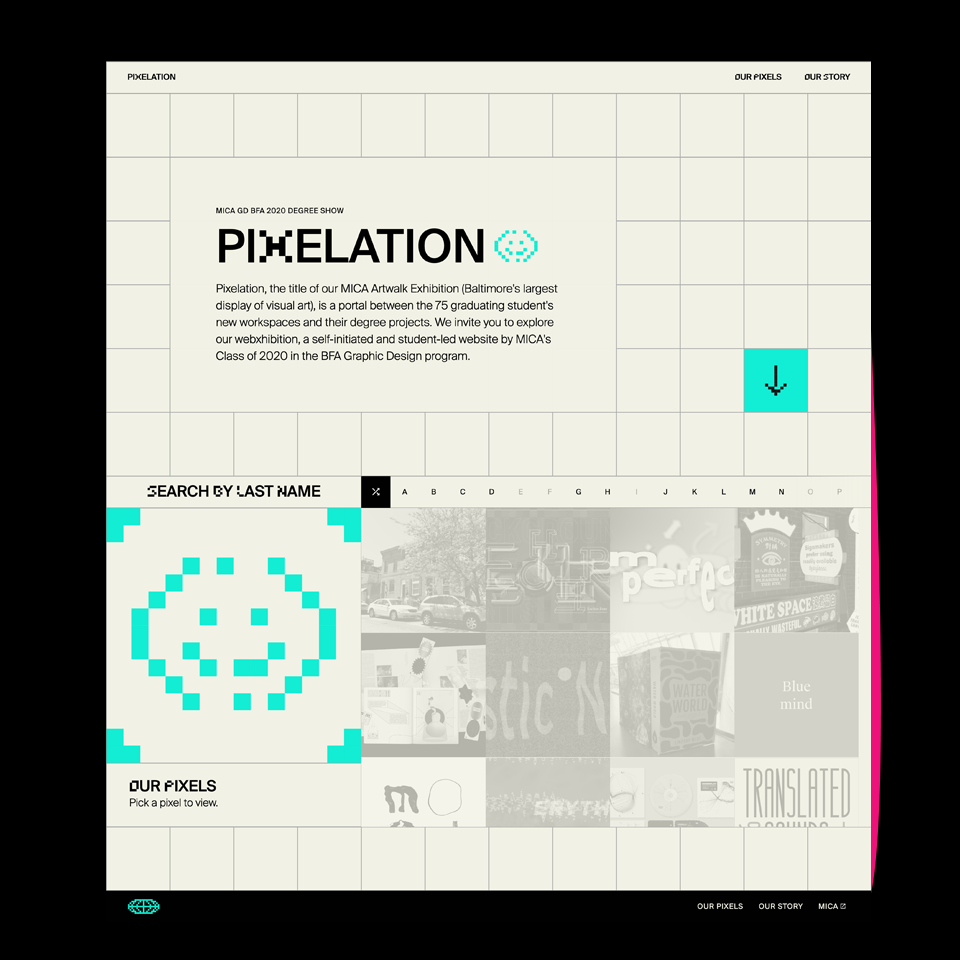 PIXELATION
OUR PIXELS OUR STORY
MICA GD BFA 2020 DEGREE SHOW
PIXELATION
Pixelation, the title of our MICA Artwalk Exhibition (Baltimore's largest
display of visual art), is a portal between the 75 graduating student's
new workspaces and their degree projects. We invite you to explore
our webxhibition, a self-initiated and student-led website by MICA's
Class of 2020 in the BFA Graphic Design program.
SEARCH BY LAST NAME
A B C D E F G H I J K L M N O P
perfec
WHITE SPACE
WASTEFUL
stic N
WATER
WORLD
Blue
mind
OUR PIXELS
Pick a pixel to view.
ERYTH
TRANSLATED
OUR PIXELS OUR STORY MICA